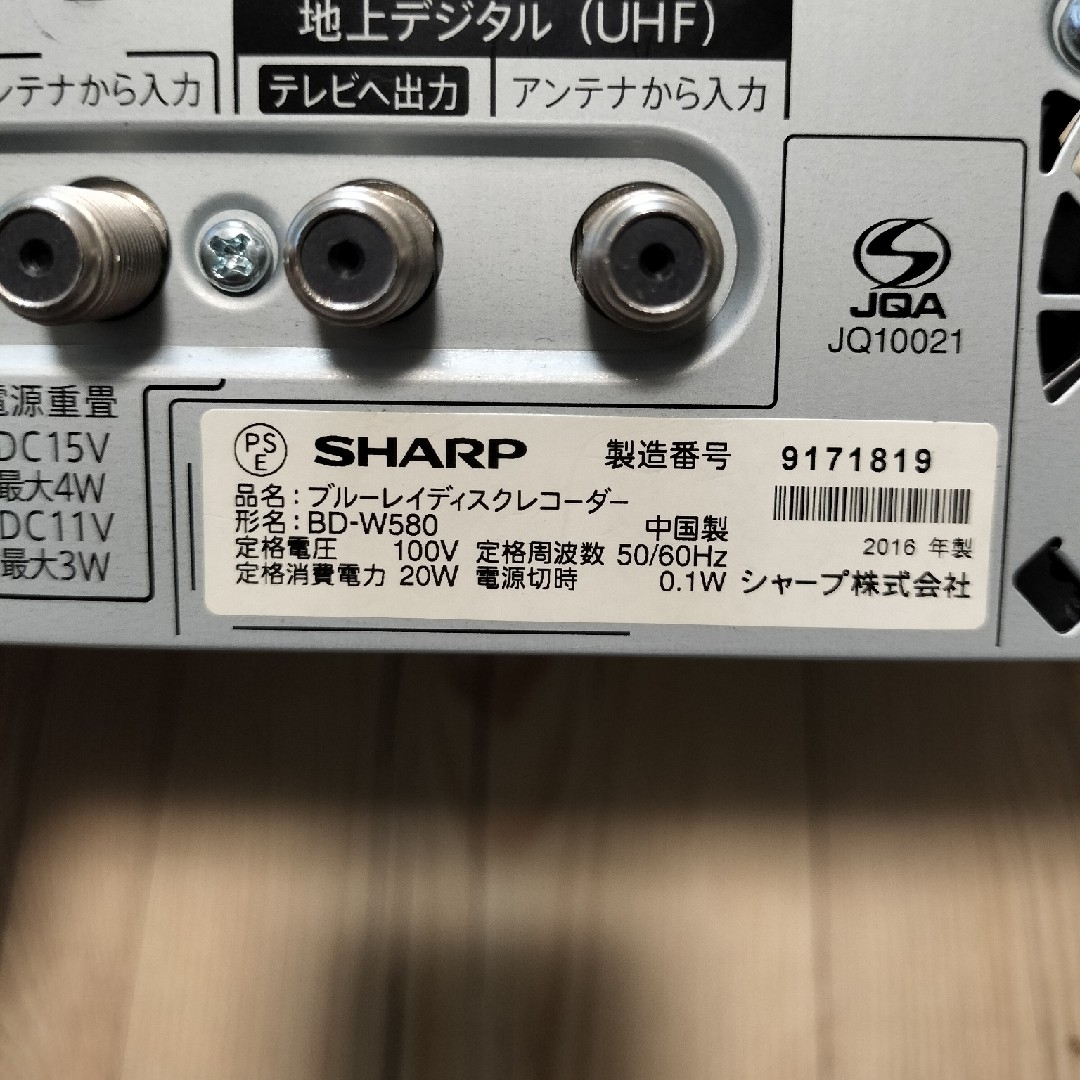 地上デジタル (UHF)
ンテナから入力
テレビへ出力
アンテナから入力
JQA
JQ10021
電源重畳
DC15V
最大4W
DC11V
最大3W
PS
E
SHARP
製造番号 9171819
品名：ブルーレイディスクレコーダー
形名：BD-W580 中国製
定格電圧 100V 定格周波数 50/60Hz
2016 年製
定格消費電力 20W 電源切時 0.1W シャープ株式会社